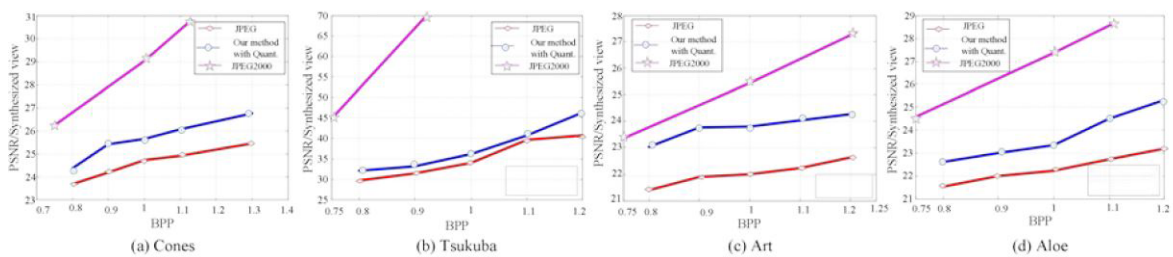 31
30
29
28
27
26
25
24
23
PSNR/Synthesized view
JPEG
Our method
with Quant.
JPEG2000
0.7 0.8 0.9 1 1.1 1.3 1.4
BPP
(a) Cones
70
60
55
50
45
40
35
30
25
PSNR/Synthesized view
JPEG
Our method
with Quant.
JPEG2000
0.75 0.8 0.9 1 1.1 1.2
BPP
(b) Tsukuba
28
27
26
25
24
23
22
21
PSNR/Synthesized view
JPEG
Our method
with Quant.
JPEG2000
0.75 0.8 0.9 1 1.1 1.2 1.25
BPP
(c) Art
29
28
27
26
25
24
23
22
21
PSNR/Synthesized view
JPEG
Our method
with Quant.
JPEG2000
0.75 0.8 0.9 1 1.1 1.2
BPP
(d) Aloe